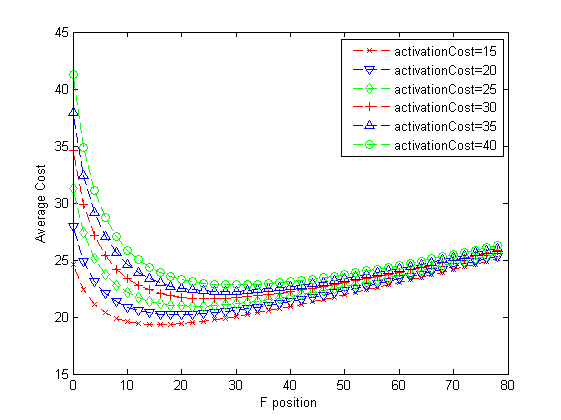 45
40
35
30
25
20
15
Average Cost
activationCost=15
activationCost=20
activationCost=25
activationCost=30
activationCost=35
activationCost=40
0 10 20 30 40 50 60 70 80
F position